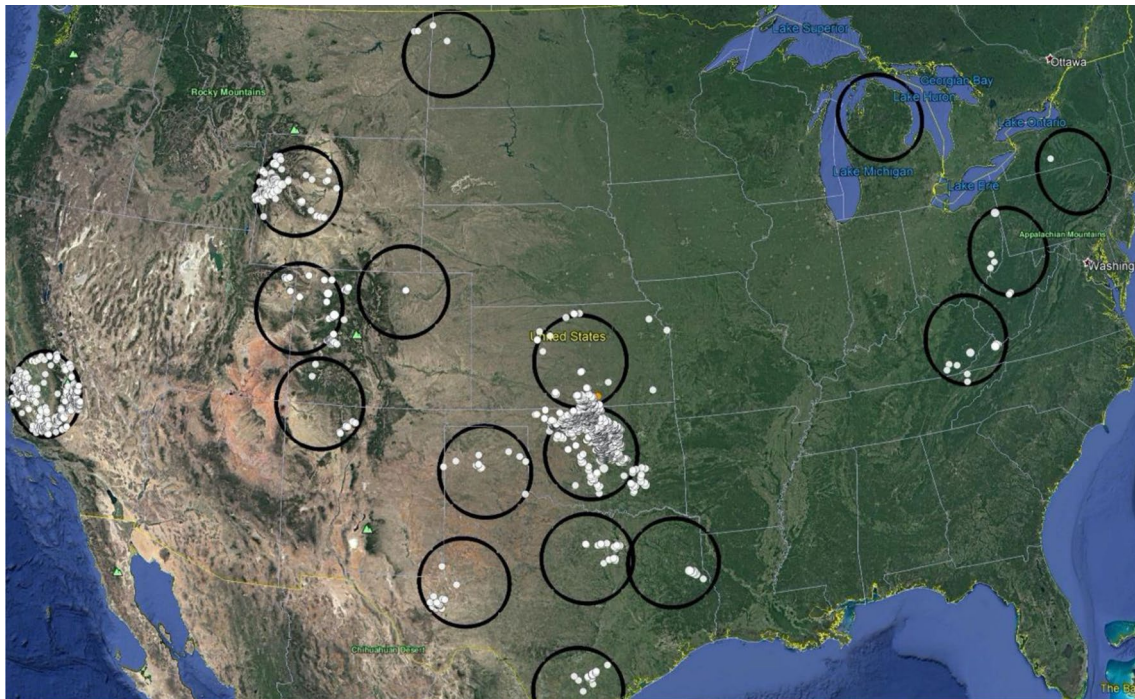 Lake Superior
Ottawa
Georgian Bay
Rocky Mountains
Lake Huron
Lake Ontario
Lake Michigan
Lake Erie
Appalachian Mountains
Washing
United States
Chihuahuan Desert
The Ba